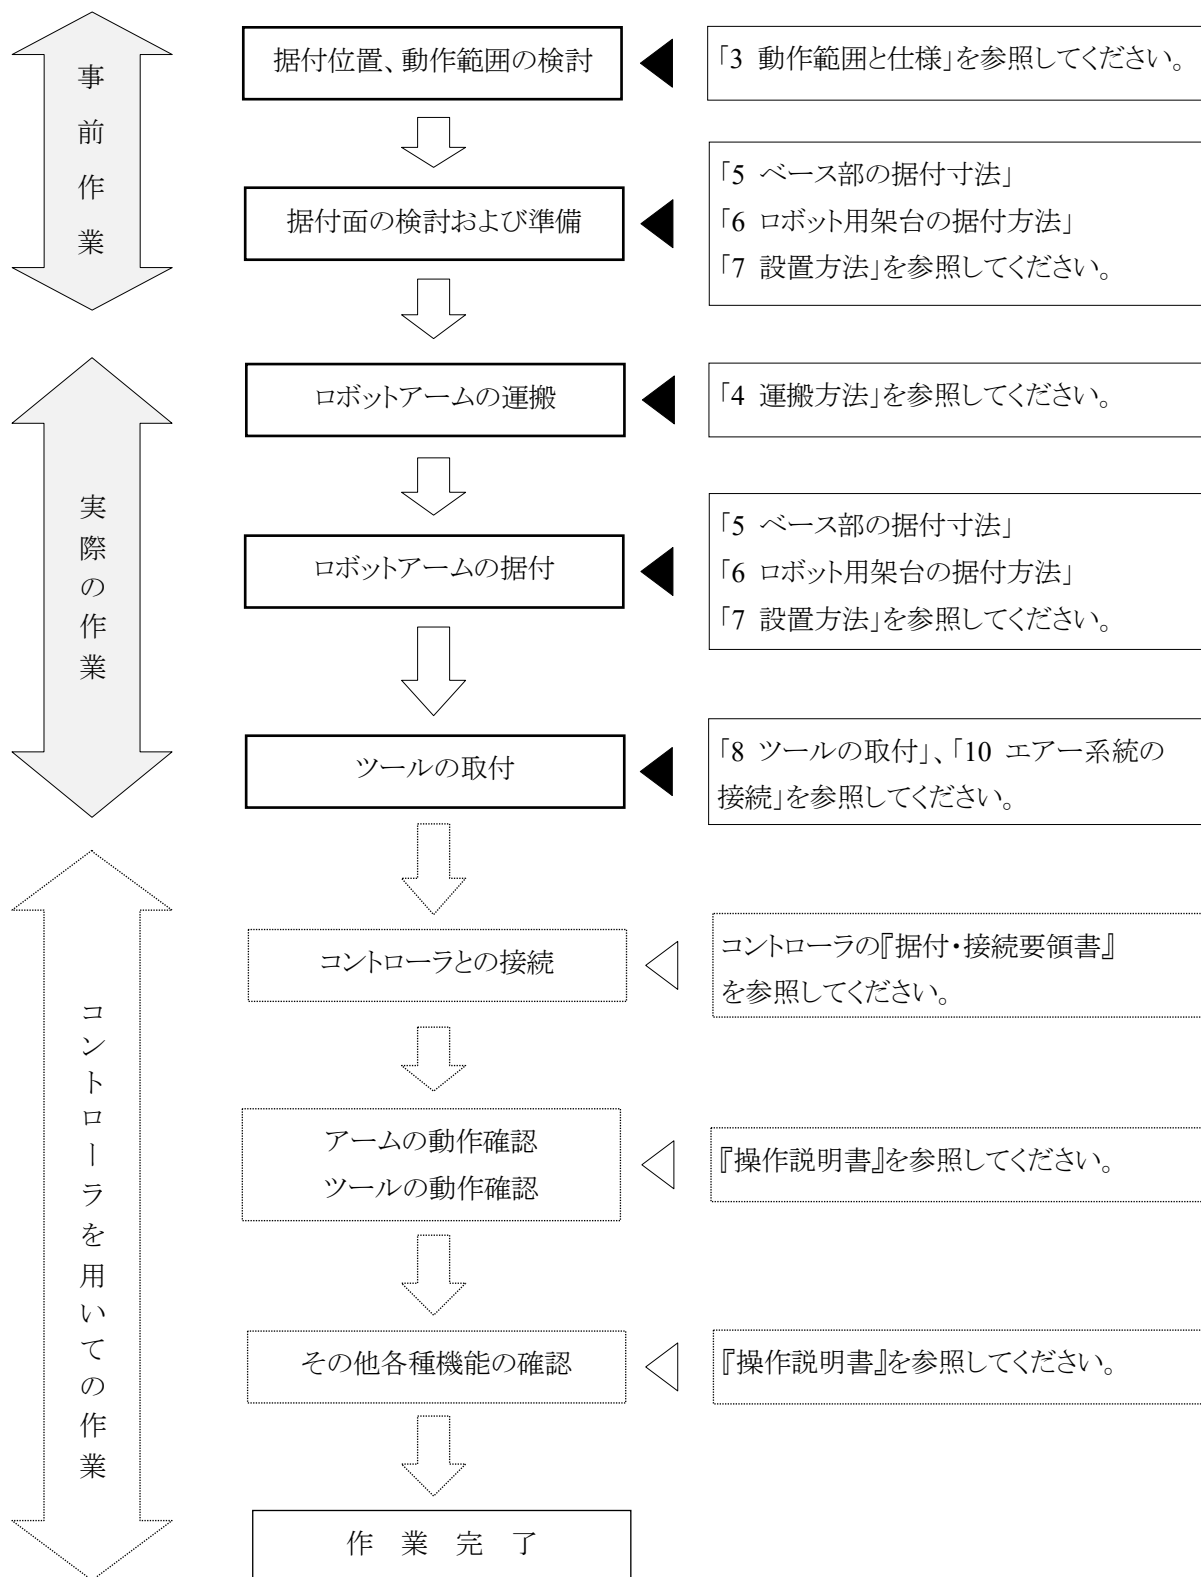 事前作業
据付位置、動作範囲の検討
「3 動作範囲と仕様」を参照してください。
据付面の検討および準備
「5 ベース部の据付寸法」
「6 ロボット用架台の据付方法」
「7 設置方法」を参照してください。
実際の作業
ロボットアームの運搬
「4 運搬方法」を参照してください。
ロボットアームの据付
「5 ベース部の据付寸法」
「6 ロボット用架台の据付方法」
「7 設置方法」を参照してください。
ツールの取付
「8 ツールの取付」、「10 エアー系統の
接続」を参照してください。
コントローラを用いての作業
コントローラとの接続
コントローラの『据付・接続要領書』
を参照してください。
アームの動作確認
ツールの動作確認
『操作説明書』を参照してください。
その他各種機能の確認
『操作説明書』を参照してください。
作 業 完 了